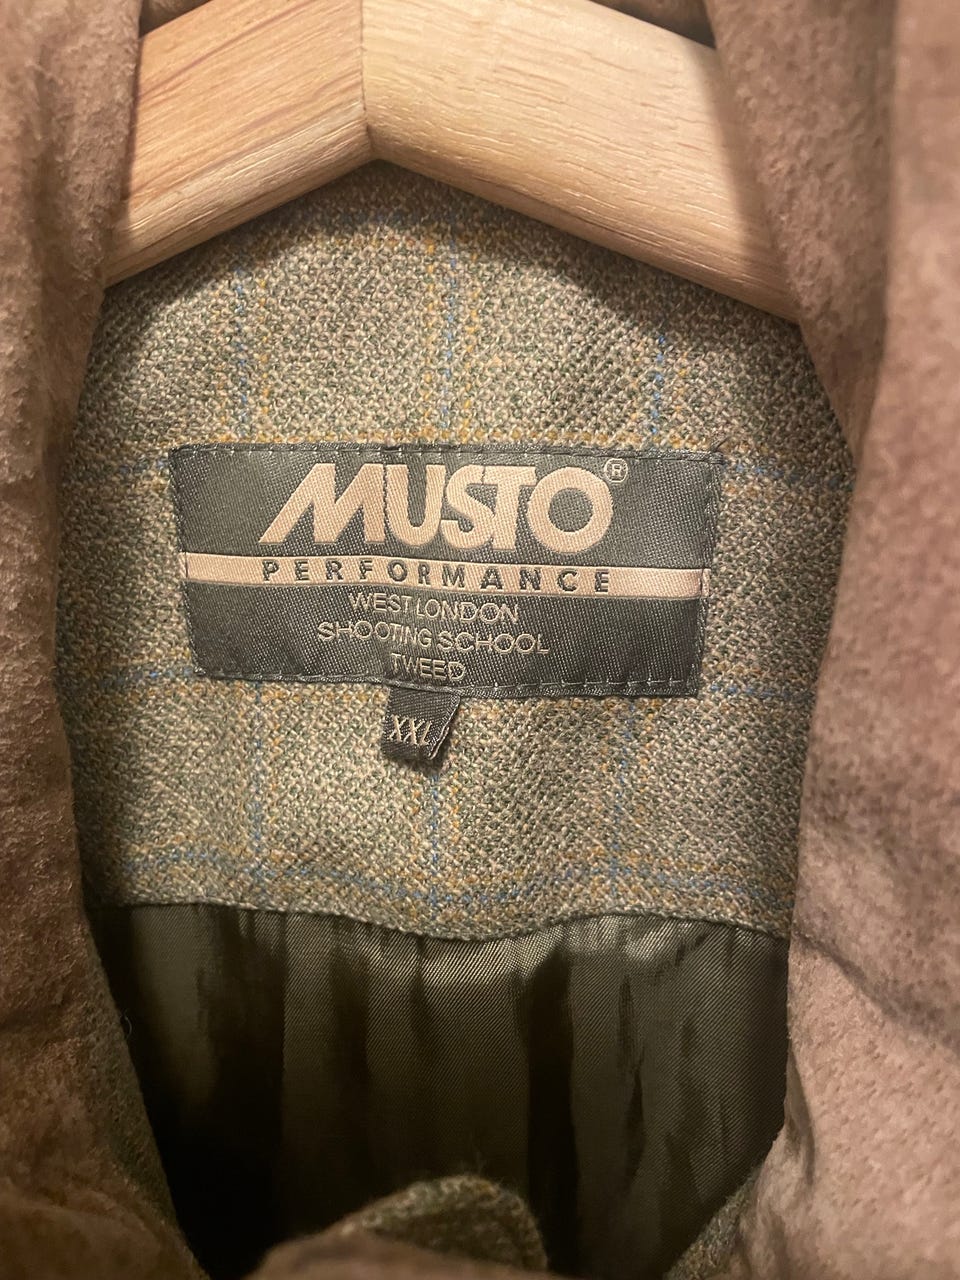 MUSTO®
PERFORMANCE
WEST LONDON
SHOOTING SCHOOL
TWEED
XXL